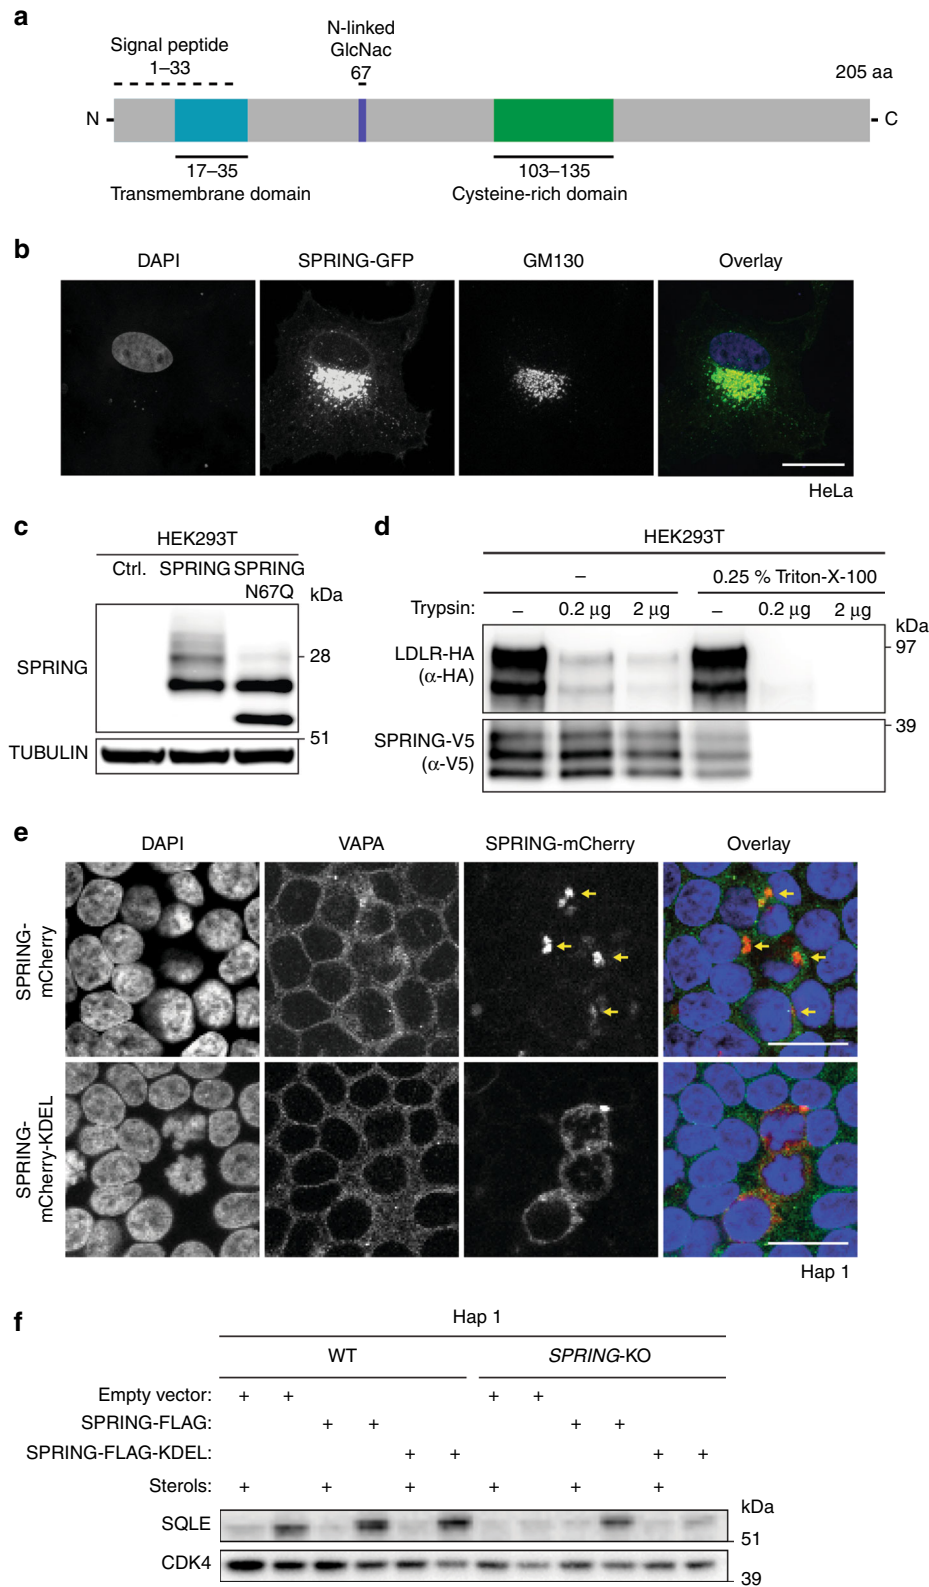 a
Signal peptide
1–33
N-linked
GlcNac
67
205 aa
N
C
17–35
Transmembrane domain
103–135
Cysteine-rich domain
b
DAPI
SPRING-GFP
GM130
Overlay
HeLa
c
HEK293T
Ctrl. SPRING SPRING
N67Q
kDa
SPRING
28
51
TUBULIN
d
HEK293T
– 0.25 % Triton-X-100
Trypsin: – 0.2 μg 2 μg – 0.2 μg 2 μg
kDa
97
LDLR-HA
(α-HA)
39
SPRING-V5
(α-V5)
e
DAPI
VAPA
SPRING-mCherry
Overlay
SPRING-
mCherry
SPRING-
mCherry-KDEL
Hap 1
f
Hap 1
WT SPRING-KO
Empty vector: + + + +
SPRING-FLAG: + + + +
SPRING-FLAG-KDEL: + + + +
Sterols: + + + + + +
kDa
SQLE
51
CDK4
39